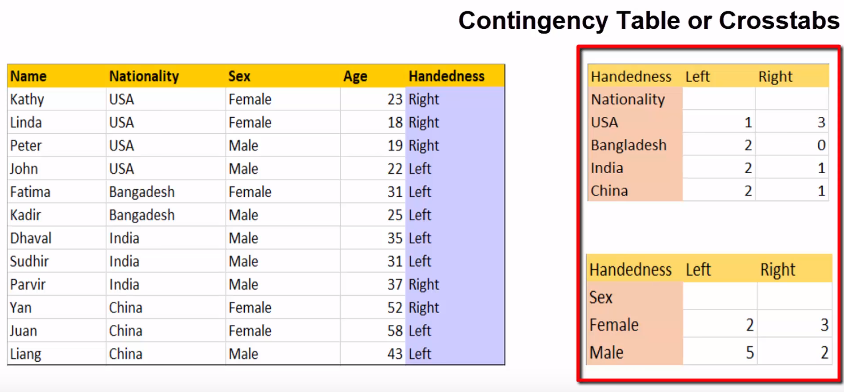 Contingency Table or Crosstabs
Name Nationality Sex Age Handedness
Kathy USA Female 23 Right
Linda USA Female 18 Right
Peter USA Male 19 Right
John USA Male 22 Left
Fatima Bangadesh Female 31 Left
Kadir Bangadesh Male 25 Left
Dhaval India Male 35 Left
Sudhir India Male 31 Left
Parvir India Male 37 Right
Yan China Female 52 Right
Juan China Female 58 Left
Liang China Male 43 Left
Handedness Left Right
Nationality
USA 1 3
Bangladesh 2 0
India 2 1
China 2 1
Handedness Left Right
Sex
Female 2 3
Male 5 2